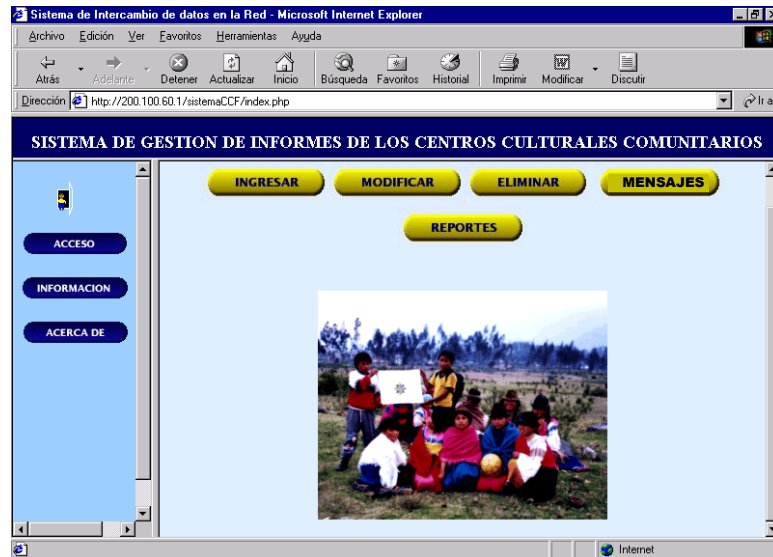 Sistema de Intercambio de datos en la Red - Microsoft Internet Explorer
Archivo Edición Ver Favoritos Herramientas Ayuda
Atrás Adelante Detener Actualizar Inicio Búsqueda Favoritos Historial Imprimir Modificar Discutir
Dirección http://200.100.60.1/sistemaCCF/index.php Ir a
SISTEMA DE GESTION DE INFORMES DE LOS CENTROS CULTURALES COMUNITARIOS
INGRESAR MODIFICAR ELIMINAR MENSAJES
REPORTES
ACCESO
INFORMACION
ACERCA DE
Internet